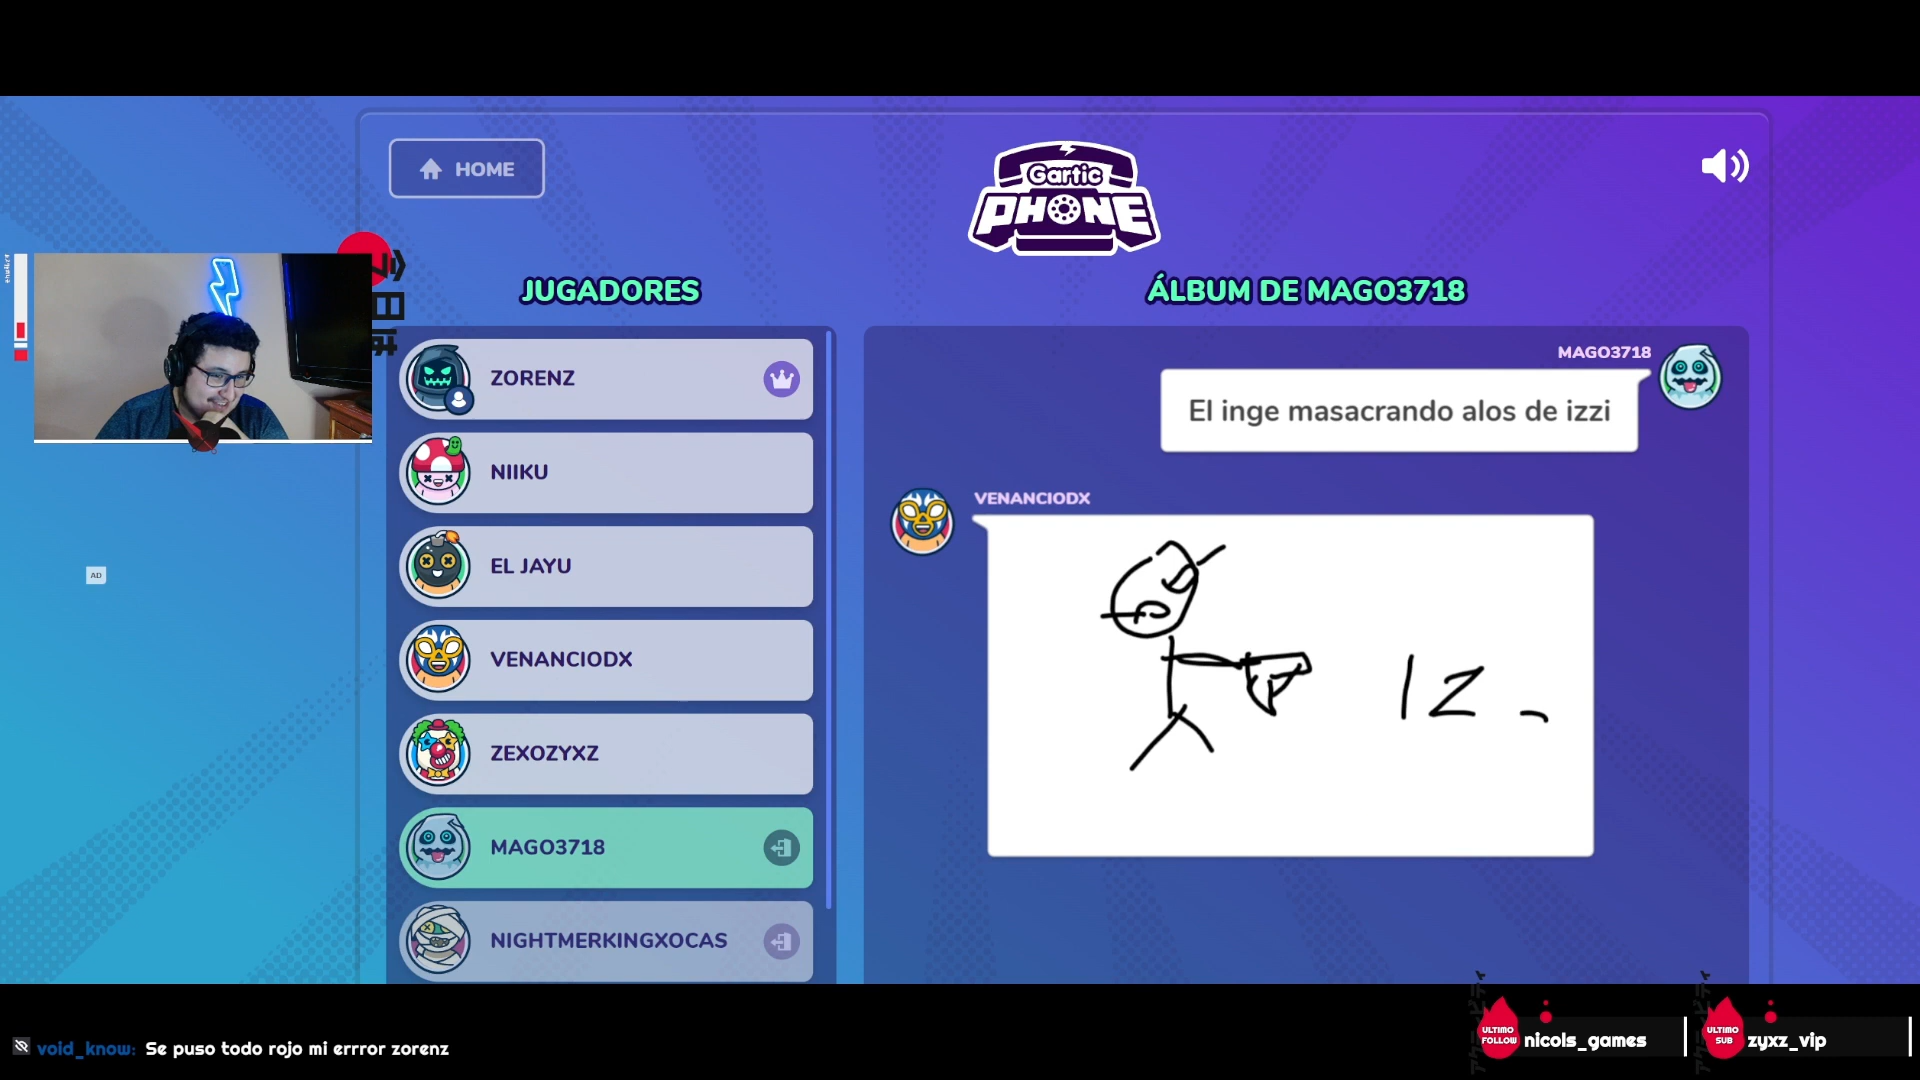 HOME
Gartic
PHONE
JUGADORES
ÁLBUM DE MAGO3718
ZORENZ
NIIKU
EL JAYU
VENANCIODX
ZEXOZYXZ
MAGO3718
NIGHTMERKINGXOCAS
MAGO3718
El inge masacrando alos de izzi
VENANCIODX
IZ
AD
void_know: Se puso todo rojo mi errror zorenz
ULTIMO
FOLLOW
nicols_games
ULTIMO
SUB
zyxz_vip